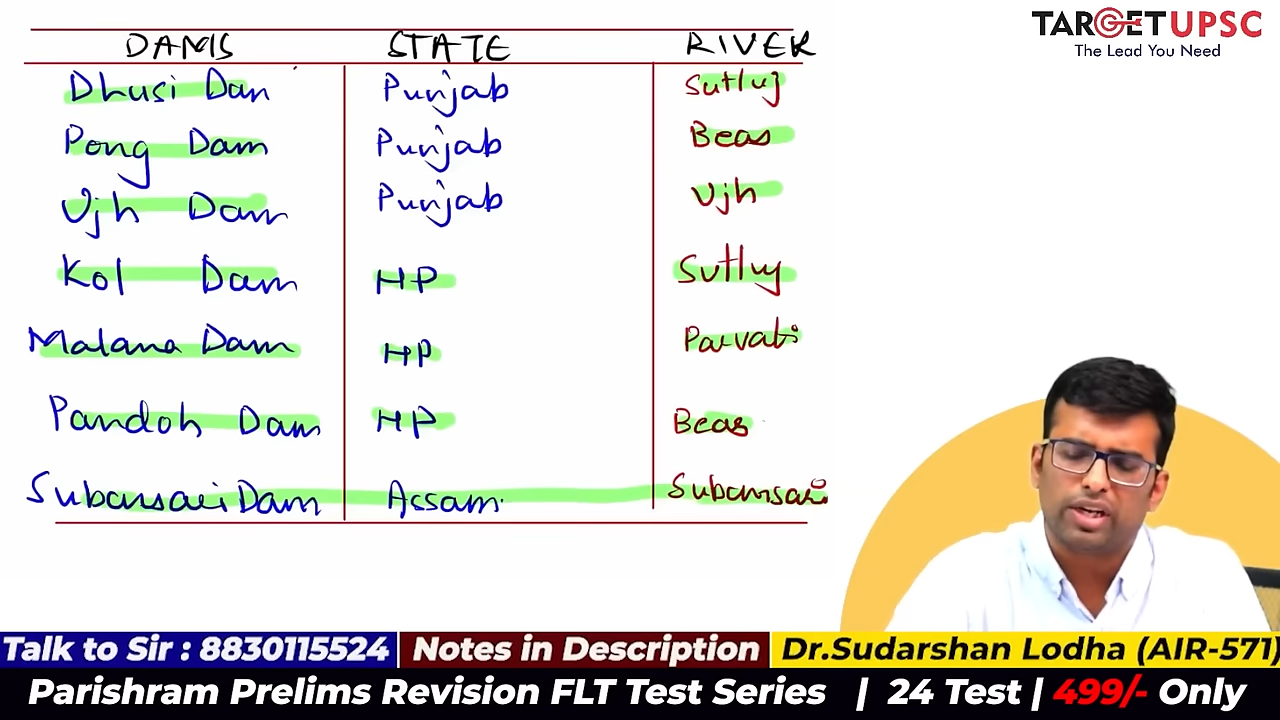 TARGETUPSC
The Lead You Need
DAMS STATE RIVER
Dhusi Dam Punjab Sutluj
Pong Dam Punjab Beas
Ujh Dam Punjab Ujh
Kol Dam HP Sutluj
Malana Dam HP Parvati
Pandoh Dam HP Beas
Subansari Dam Assam Subansari
Talk to Sir : 8830115524 Notes in Description Dr.Sudarshan Lodha (AIR-571)
Parishram Prelims Revision FLT Test Series | 24 Test | 499/- Only